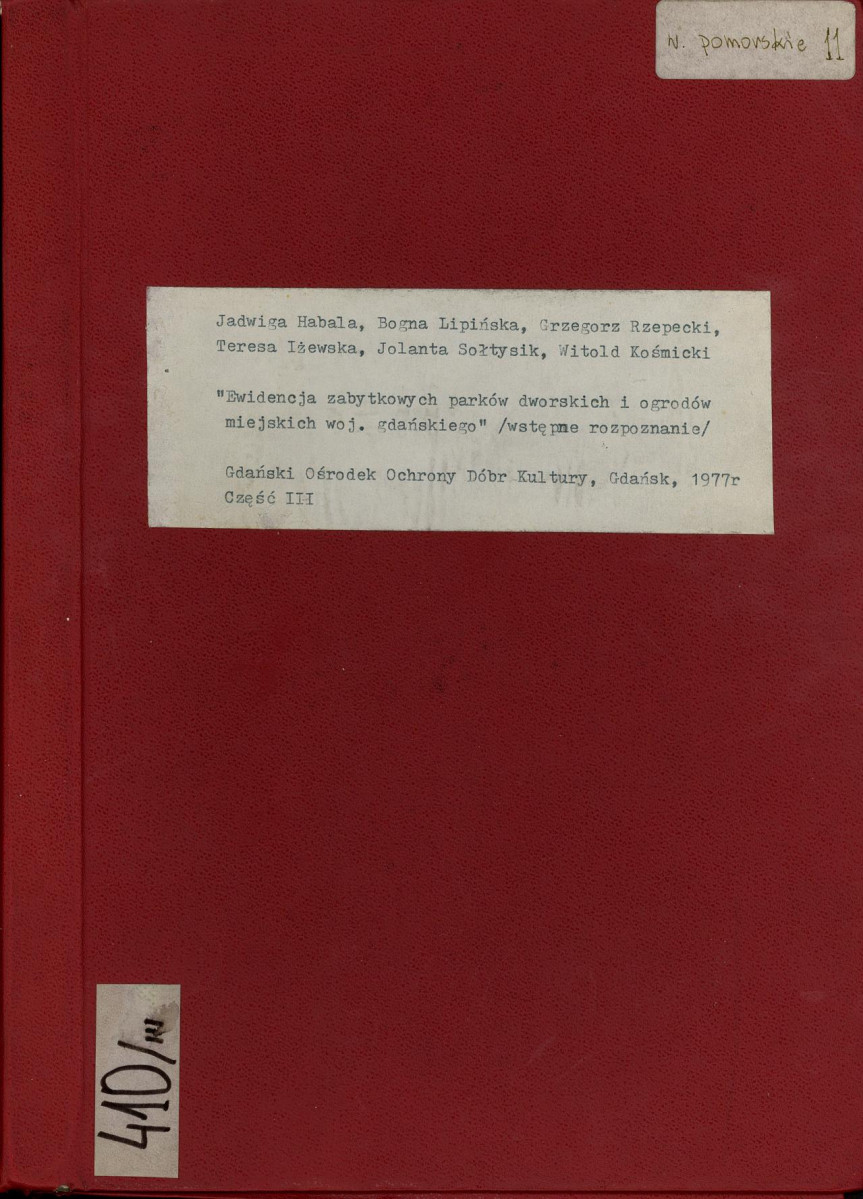 w. pomorskie 11
Jadwiga Habala, Bogna Lipińska, Grzegorz Rzepecki,
Teresa Iżewska, Jolanta Sołtysik, Witold Kośmicki
"Ewidencja zabytkowych parków dworskich i ogrodów
miejskich woj. gdańskiego" /wstępne rozpoznanie/
Gdański Ośrodek Ochrony Dóbr Kultury, Gdańsk, 1977r
Część III
410/III